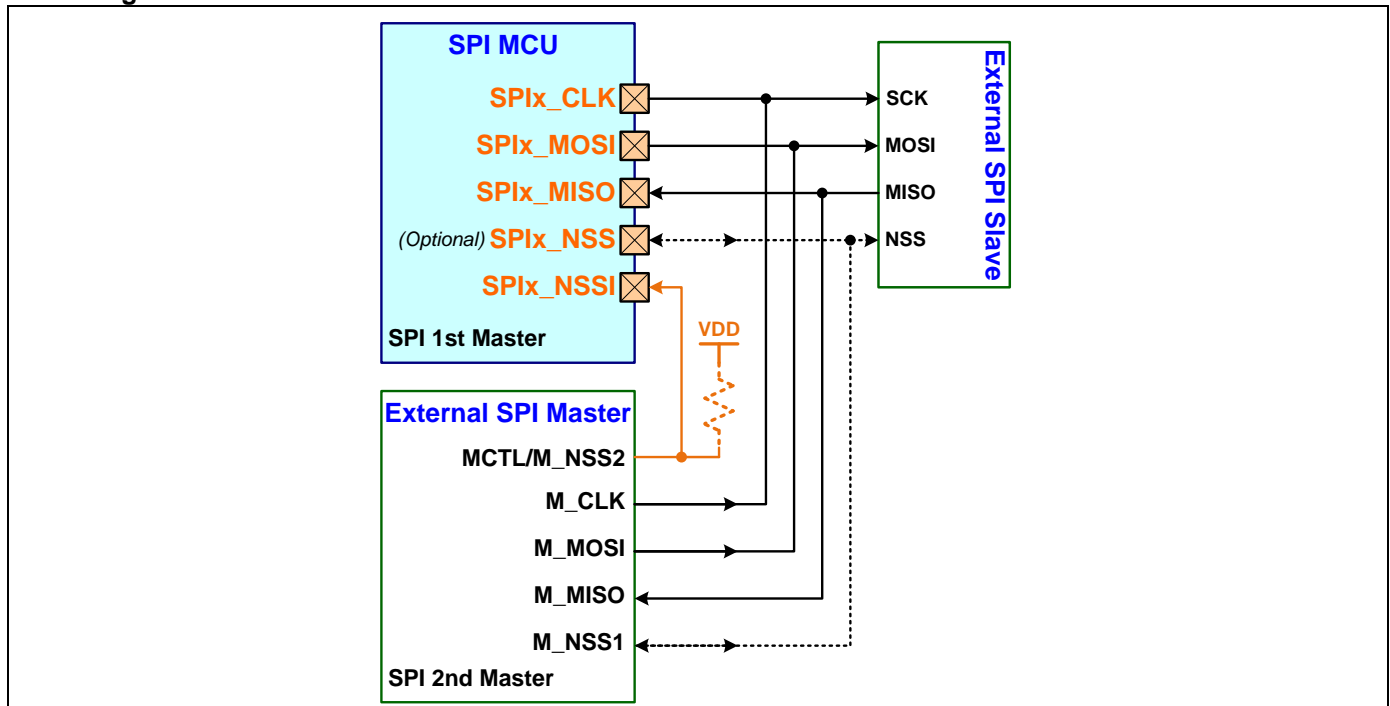 SPI MCU
SPIx_CLK
SPIx_MOSI
SPIx_MISO
(Optional) SPIx_NSS
SPIx_NSSI
SPI 1st Master
External SPI Slave
SCK
MOSI
MISO
NSS
VDD
External SPI Master
MCTL/M_NSS2
M_CLK
M_MOSI
M_MISO
M_NSS1
SPI 2nd Master